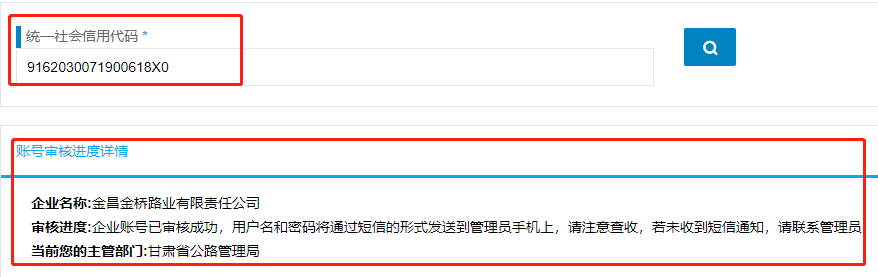 统一社会信用代码 *
9162030071900618X0
账号审核进度详情
企业名称:金昌金桥路业有限责任公司
审核进度:企业账号已审核成功，用户名和密码将通过短信的形式发送到管理员手机上，请注意查收，若未收到短信通知，请联系管理员
当前您的主管部门:甘肃省公路管理局